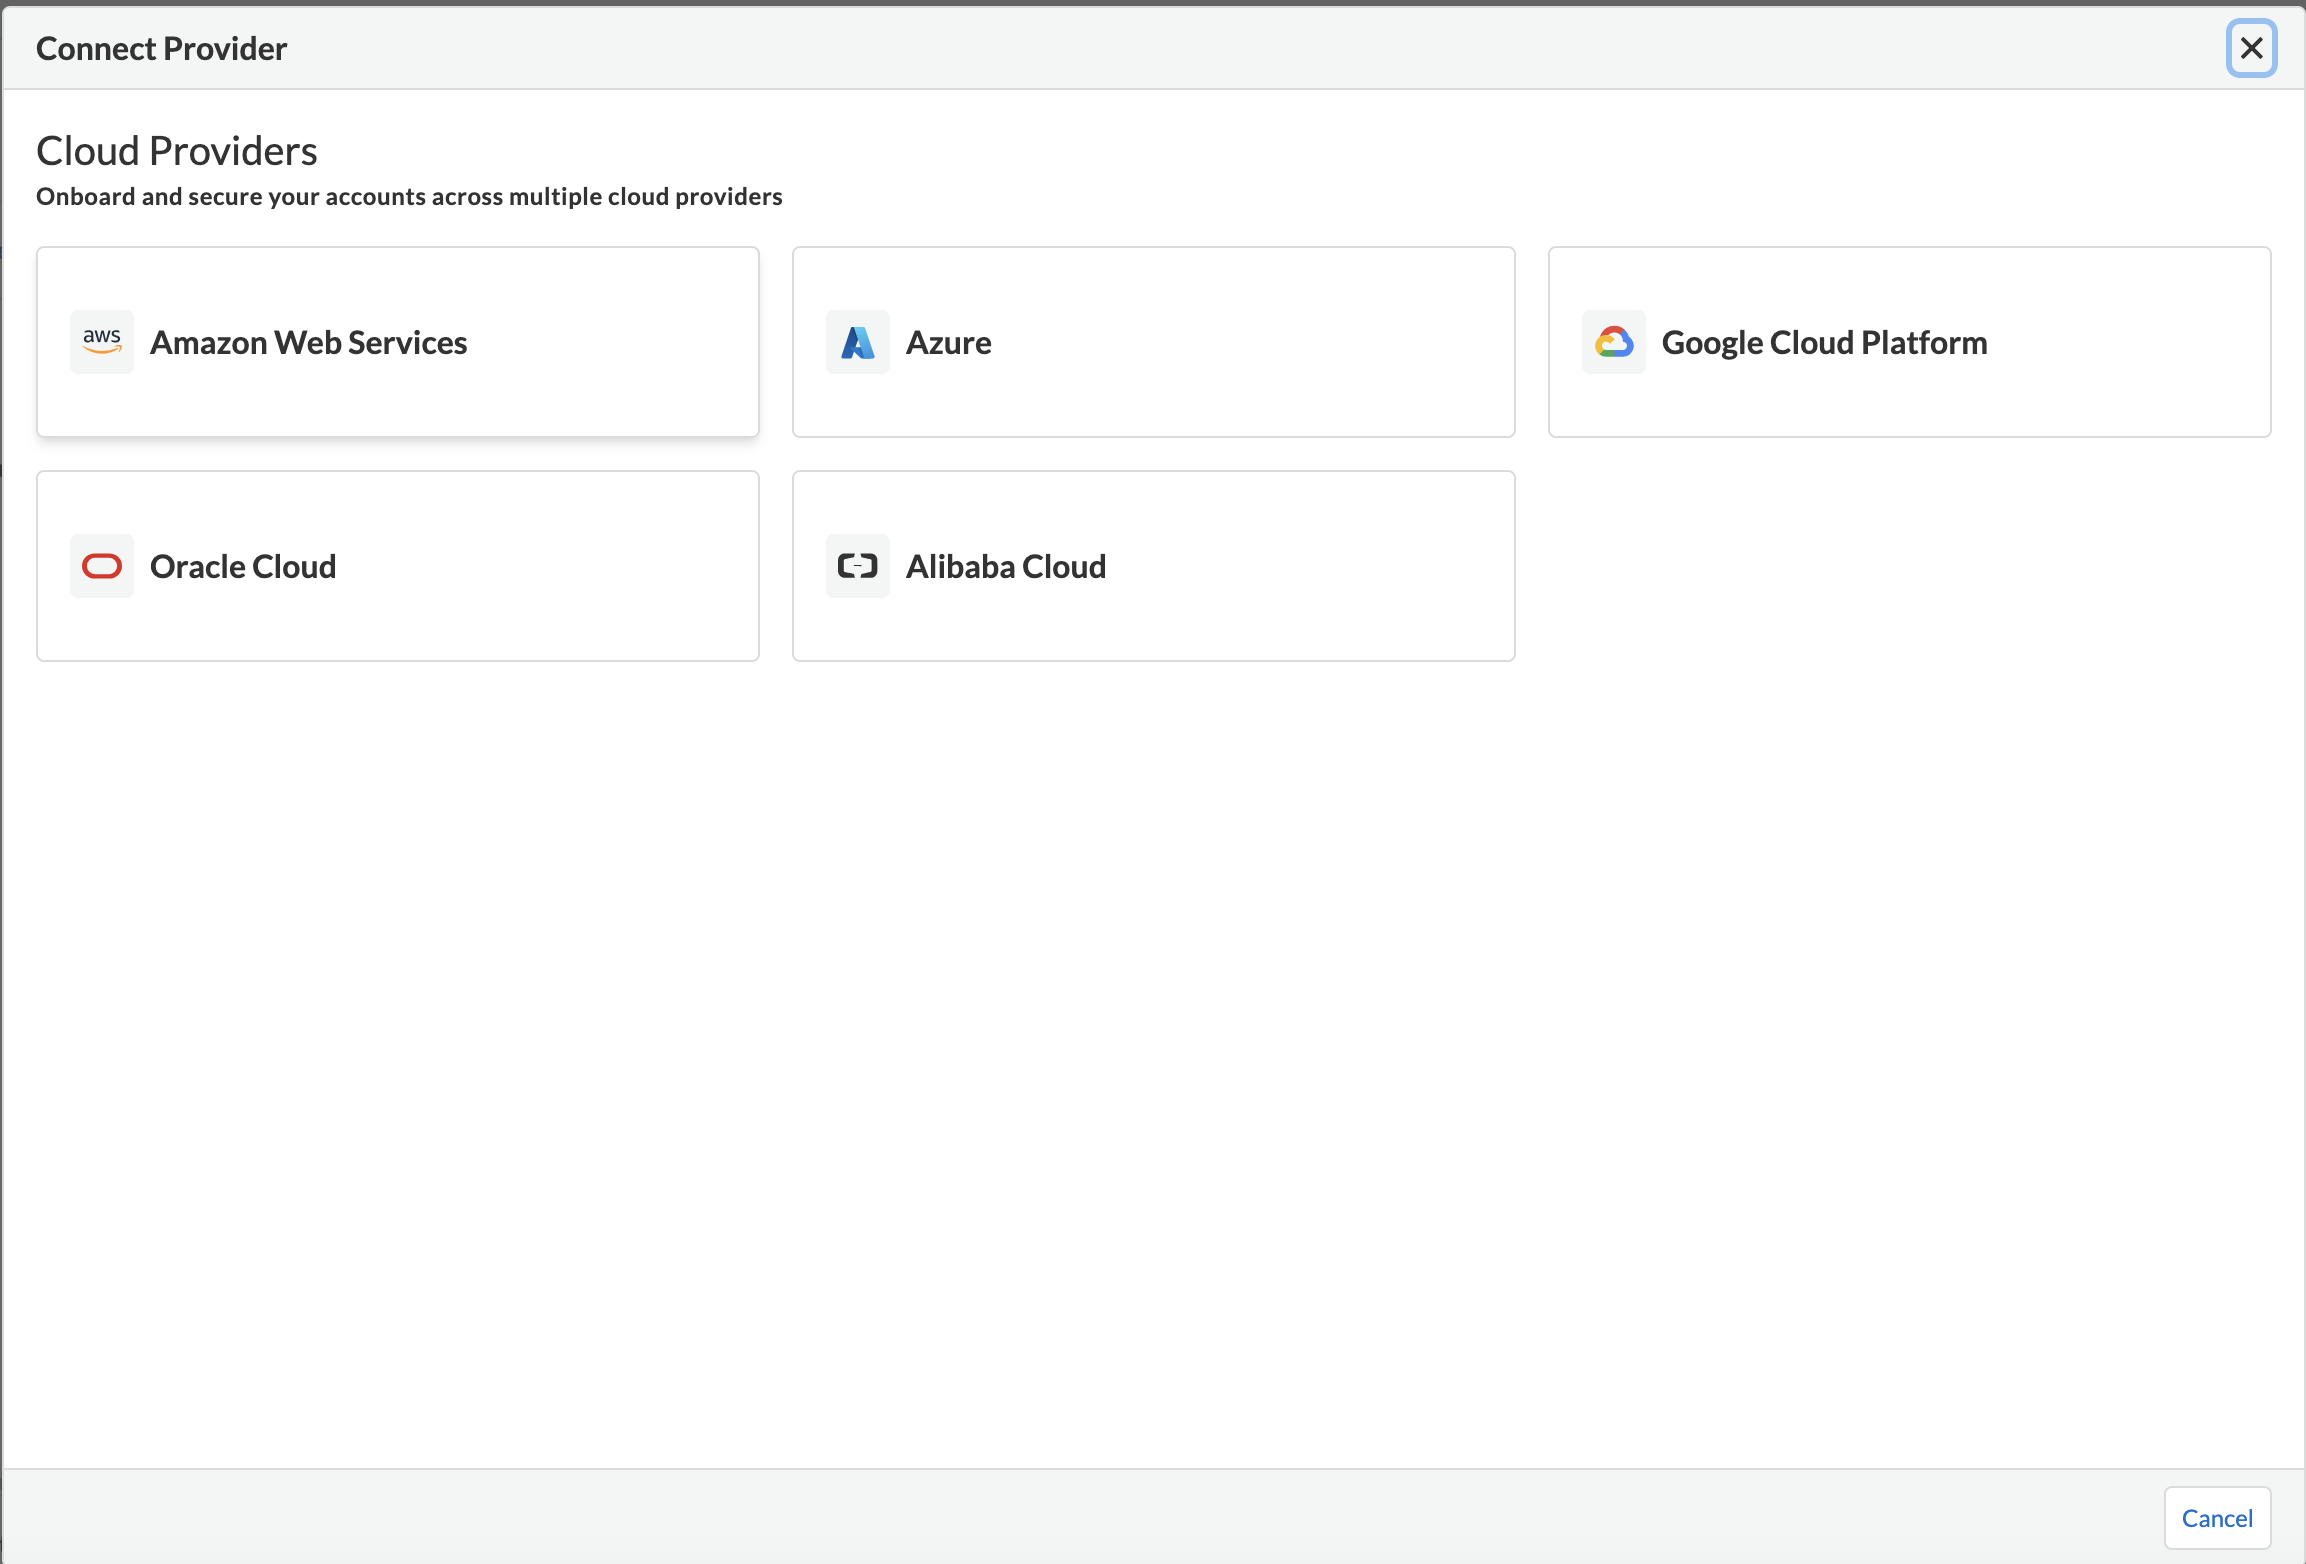 Connect Provider
Cloud Providers
Onboard and secure your accounts across multiple cloud providers
aws Amazon Web Services
Azure
Google Cloud Platform
Oracle Cloud
Alibaba Cloud
Cancel